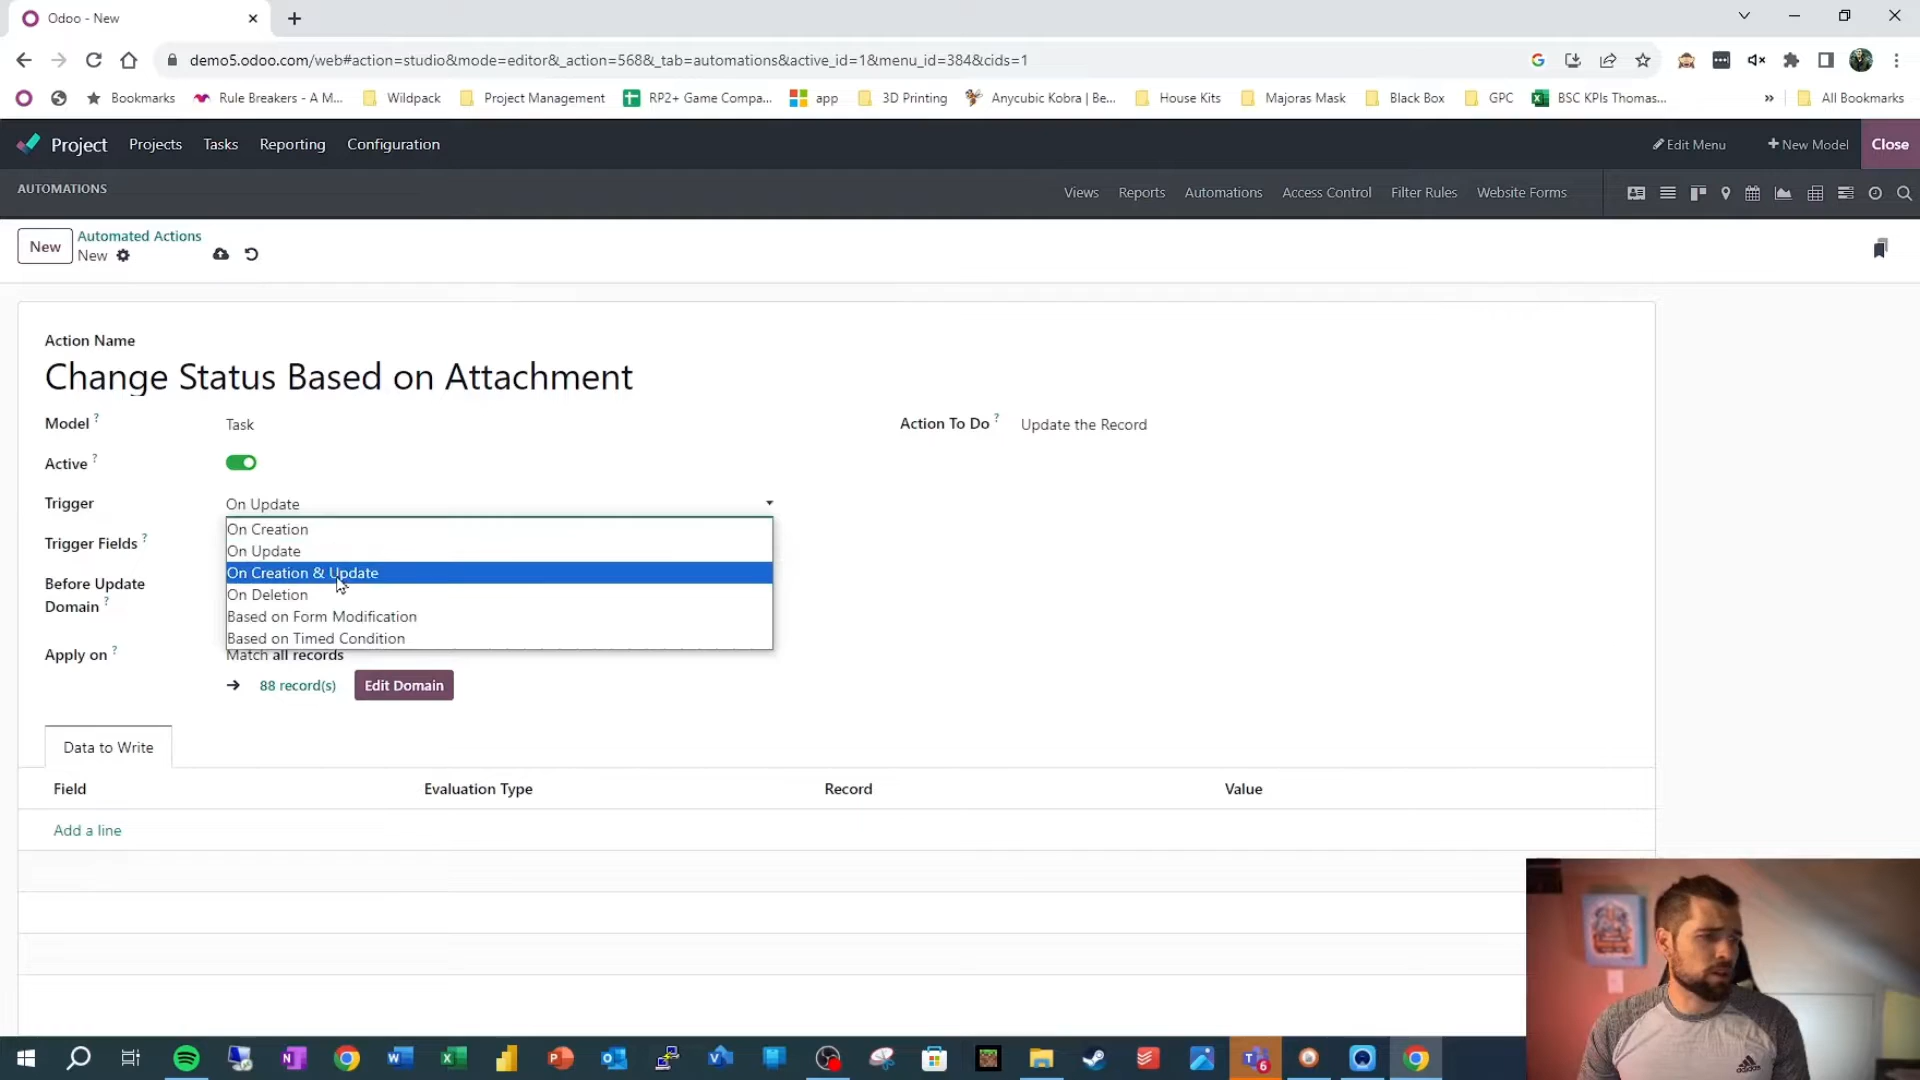 Odoo - New
demo5.odoo.com/web#action=studio&mode=editor&_action=568&_tab=automations&active_id=1&menu_id=384&cids=1
Bookmarks Rule Breakers - A M... Wildpack Project Management RP2+ Game Compa... app 3D Printing Anycubic Kobra | Be... House Kits Majoras Mask Black Box GPC BSC KPIs Thomas... » All Bookmarks
Project Projects Tasks Reporting Configuration Edit Menu + New Model Close
AUTOMATIONS Views Reports Automations Access Control Filter Rules Website Forms
New Automated Actions
New
Action Name
Change Status Based on Attachment
Model ? Task Action To Do ? Update the Record
Active ?
Trigger On Update
On Creation
Trigger Fields ? On Update
On Creation & Update
Before Update On Deletion
Domain ? Based on Form Modification
Based on Timed Condition
Apply on ? Match all records
88 record(s) Edit Domain
Data to Write
Field Evaluation Type Record Value
Add a line
6